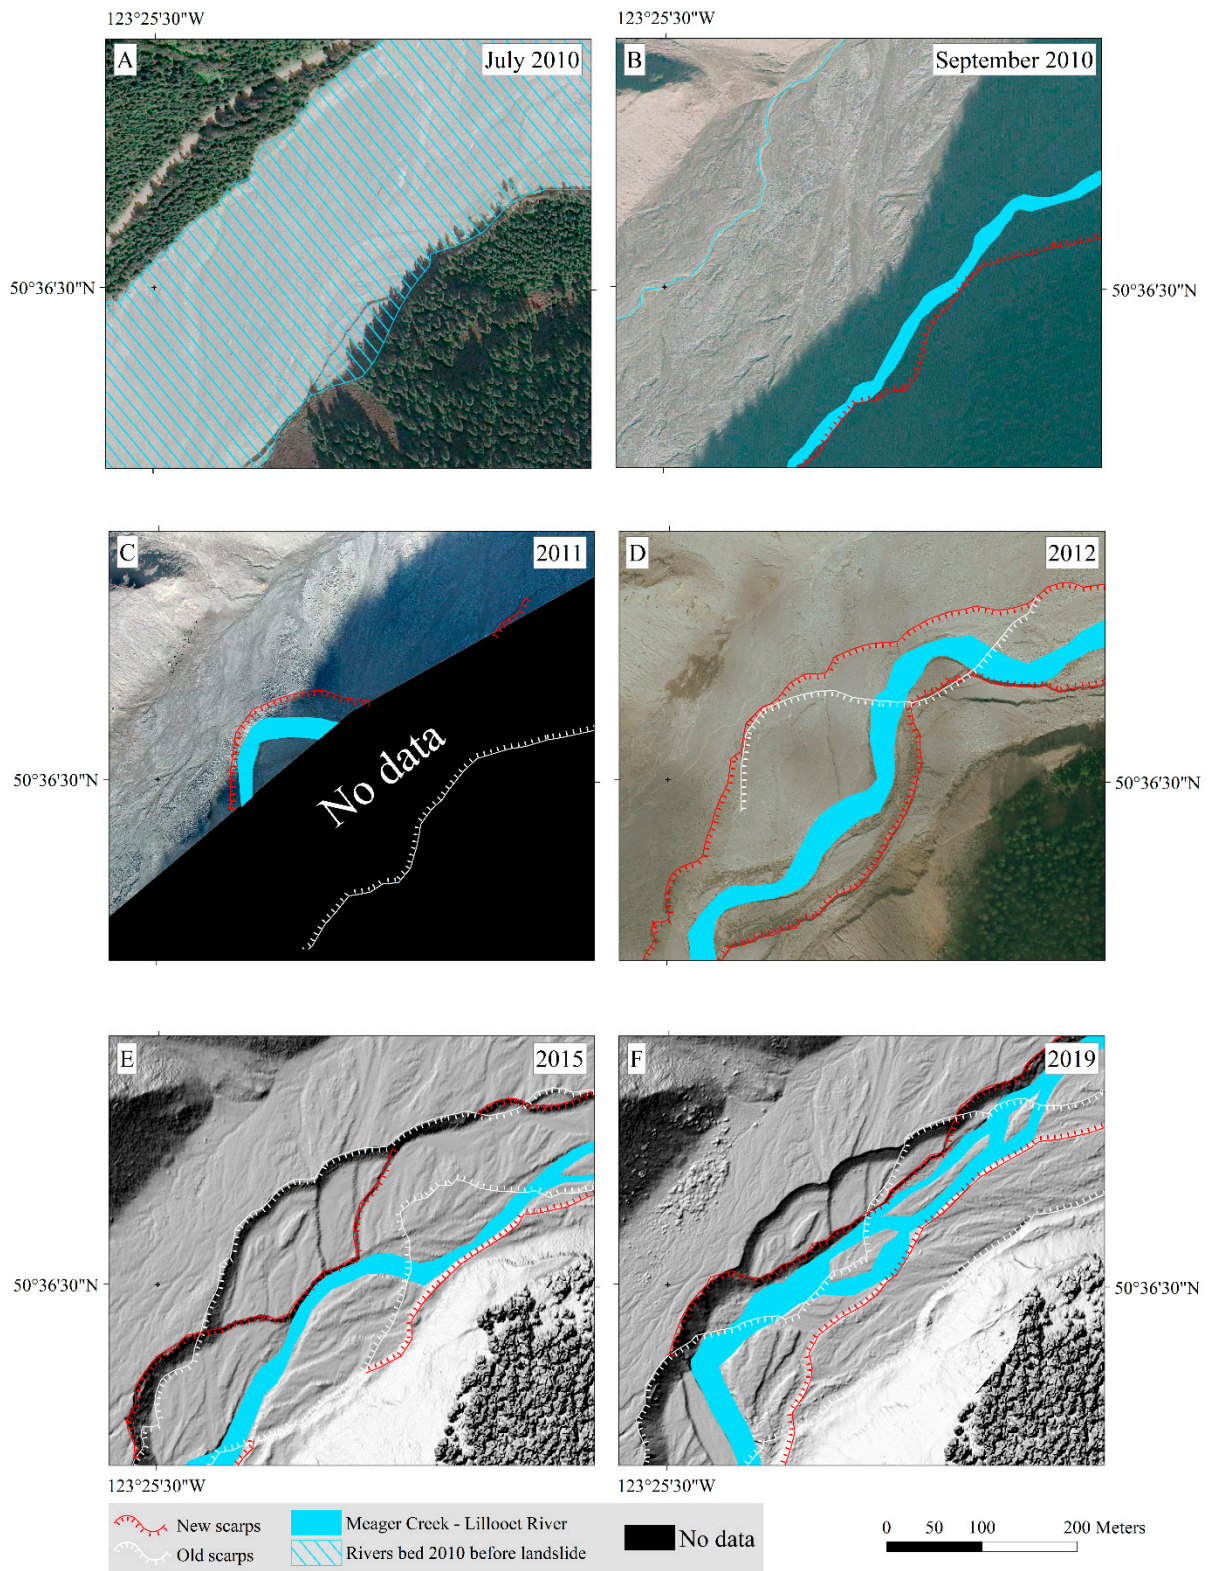 123°25'30"W
123°25'30"W
A
July 2010
B
September 2010
50°36'30"N
50°36'30"N
C
2011
No data
D
2012
50°36'30"N
50°36'30"N
E
2015
F
2019
50°36'30"N
50°36'30"N
123°25'30"W
123°25'30"W
New scarps
Old scarps
Meager Creek - Lillooet River
Rivers bed 2010 before landslide
No data
0 50 100 200 Meters